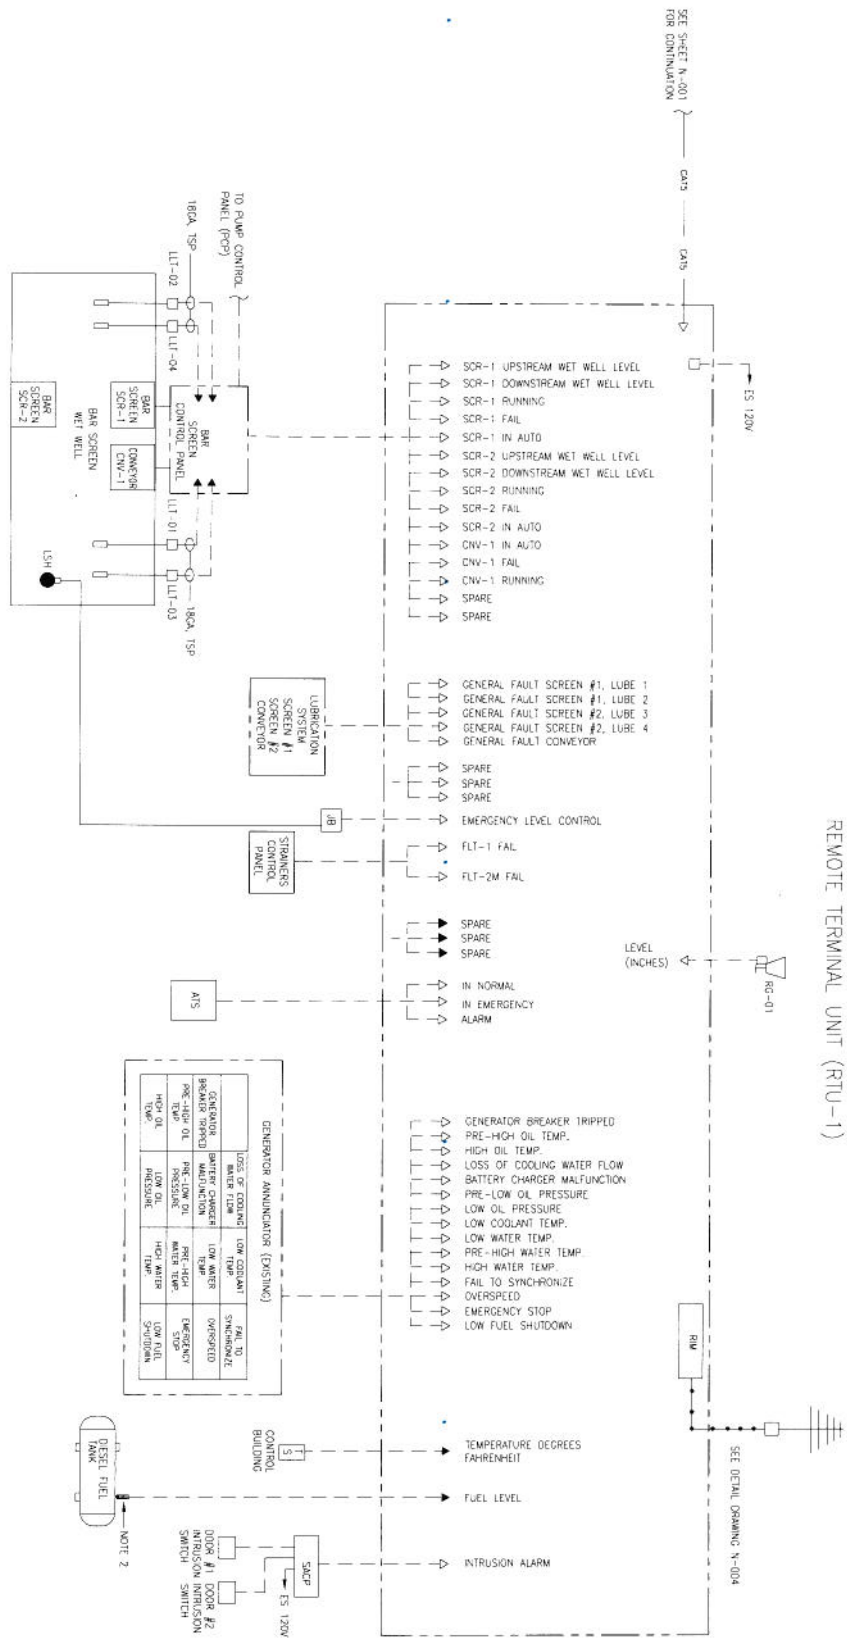 REMOTE TERMINAL UNIT (RTU-1)
SEE SHEET N-001
FOR CONTINUATION
CAT5
CAT5
ES 120V
TO PUMP CONTROL
PANEL (PCP)
18GA, TSP
LLT-02
LLT-04
BAR
SCREEN
CONTROL PANEL
BAR
SCREEN
SCR-1
CONVEYOR
CNV-1
BAR SCREEN
WET WELL
BAR
SCREEN
SCR-2
LLT-01
LLT-03
18GA, TSP
LSH
SCR-1 UPSTREAM WET WELL LEVEL
SCR-1 DOWNSTREAM WET WELL LEVEL
SCR-1 RUNNING
SCR-1 FAIL
SCR-1 IN AUTO
SCR-2 UPSTREAM WET WELL LEVEL
SCR-2 DOWNSTREAM WET WELL LEVEL
SCR-2 RUNNING
SCR-2 FAIL
SCR-2 IN AUTO
CNV-1 IN AUTO
CNV-1 FAIL
CNV-1 RUNNING
SPARE
SPARE
LUBRICATION
SYSTEM
SCREEN #1
SCREEN #2
CONVEYOR
GENERAL FAULT SCREEN #1, LUBE 1
GENERAL FAULT SCREEN #1, LUBE 2
GENERAL FAULT SCREEN #2, LUBE 3
GENERAL FAULT SCREEN #2, LUBE 4
GENERAL FAULT CONVEYOR
SPARE
SPARE
SPARE
JB
EMERGENCY LEVEL CONTROL
STRAINERS
CONTROL
PANEL
FLT-1 FAIL
FLT-2M FAIL
SPARE
SPARE
SPARE
LEVEL
(INCHES)
RG-01
ATS
IN NORMAL
IN EMERGENCY
ALARM
GENERATOR ANNUNCIATOR (EXISTING)
LOSS OF COOLING
WATER FLOW
LOW COOLANT
TEMP.
FAIL TO
SYNCHRONIZE
GENERATOR
BREAKER TRIPPED
BATTERY CHARGER
MALFUNCTION
LOW WATER
TEMP
OVERSPEED
PRE-HIGH OIL
TEMP
PRE-LOW OIL
PRESSURE
PRE-HIGH
WATER TEMP.
EMERGENCY
STOP
HIGH OIL
TEMP.
LOW OIL
PRESSURE
HIGH WATER
TEMP.
LOW FUEL
SHUTDOWN
GENERATOR BREAKER TRIPPED
PRE-HIGH OIL TEMP.
HIGH OIL TEMP.
LOSS OF COOLING WATER FLOW
BATTERY CHARGER MALFUNCTION
PRE-LOW OIL PRESSURE
LOW OIL PRESSURE
LOW COOLANT TEMP.
LOW WATER TEMP.
PRE-HIGH WATER TEMP.
HIGH WATER TEMP.
FAIL TO SYNCHRONIZE
OVERSPEED
EMERGENCY STOP
LOW FUEL SHUTDOWN
RIM
SEE DETAIL DRAWING N-004
CONTROL
BUILDING
S T
TEMPERATURE DEGREES
FAHRENHEIT
DIESEL FUEL
TANK
NOTE 2
FUEL LEVEL
SACP
ES 120V
DOOR #1
INTRUSION
SWITCH
DOOR #2
INTRUSION
SWITCH
INTRUSION ALARM